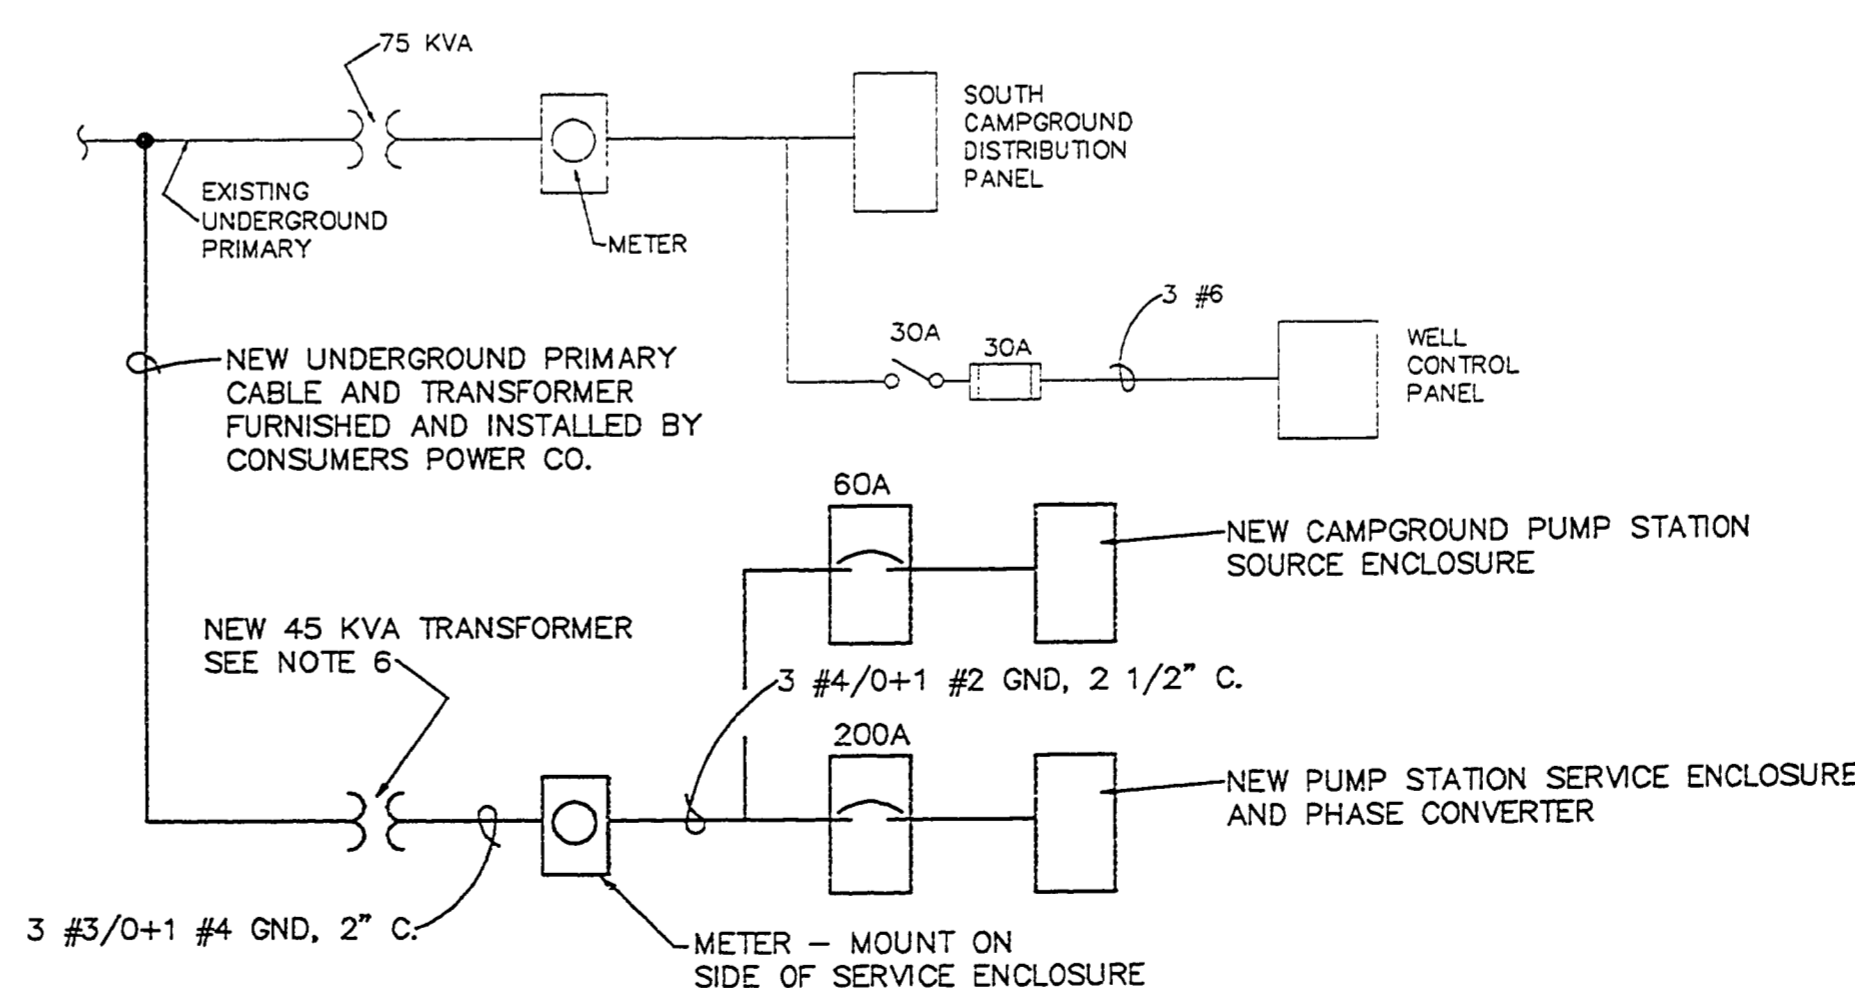 75 KVA
SOUTH
CAMPGROUND
DISTRIBUTION
PANEL
EXISTING
UNDERGROUND
PRIMARY
METER
3 #6
30A
30A
WELL
CONTROL
PANEL
NEW UNDERGROUND PRIMARY
CABLE AND TRANSFORMER
FURNISHED AND INSTALLED BY
CONSUMERS POWER CO.
60A
NEW CAMPGROUND PUMP STATION
SOURCE ENCLOSURE
NEW 45 KVA TRANSFORMER
SEE NOTE 6
3 #4/0+1 #2 GND, 2 1/2" C.
200A
NEW PUMP STATION SERVICE ENCLOSURE
AND PHASE CONVERTER
3 #3/0+1 #4 GND, 2" C.
METER – MOUNT ON
SIDE OF SERVICE ENCLOSURE